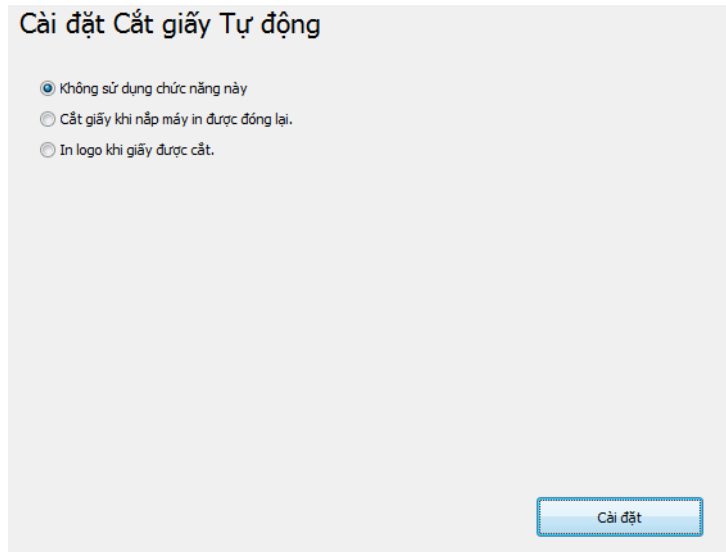 Cài đặt Cắt giấy Tự động
Không sử dụng chức năng này
Cắt giấy khi nắp máy in được đóng lại.
In logo khi giấy được cắt.
Cài đặt